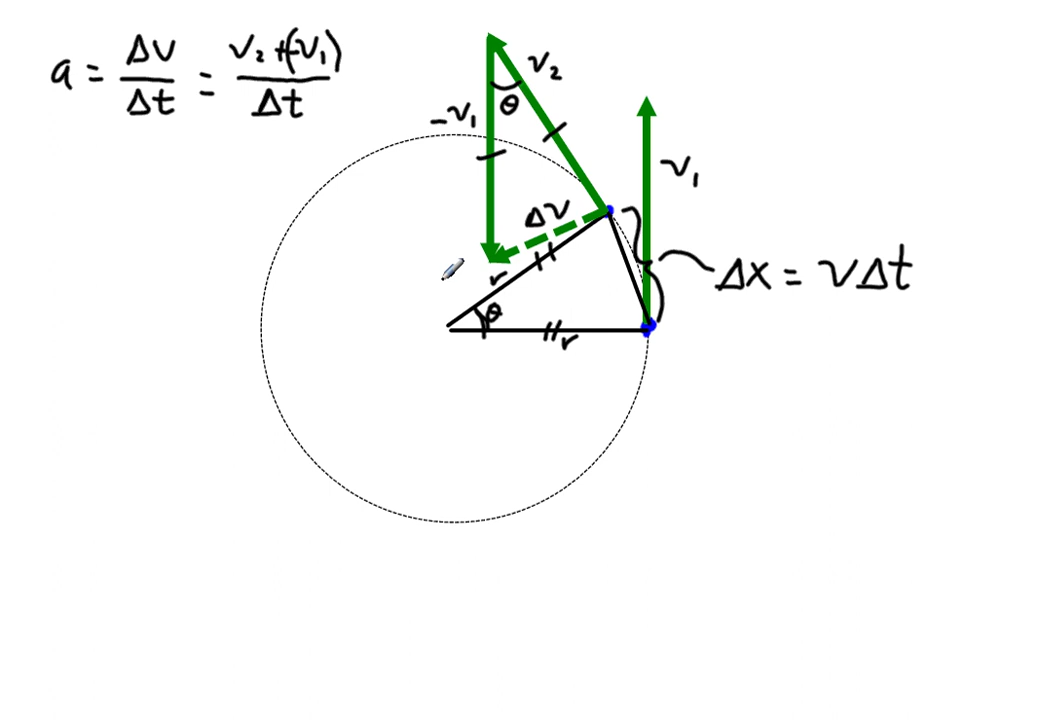 a = Δv/Δt = v₂+(-v₁)/Δt
v₂
θ
-v₁
v₁
Δv
Δx = vΔt
r
θ
r